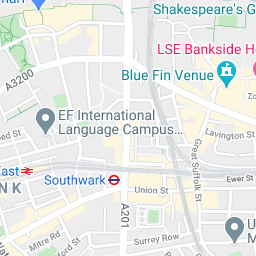 Shakespeare's G
LSE Bankside H
A3200
Blue Fin Venue
EF International
Language Campus...
Lavington St
Great Suffolk St
East
Southwark
Union St
Ewer St
N K
A201
Mitre Rd
Surrey Row